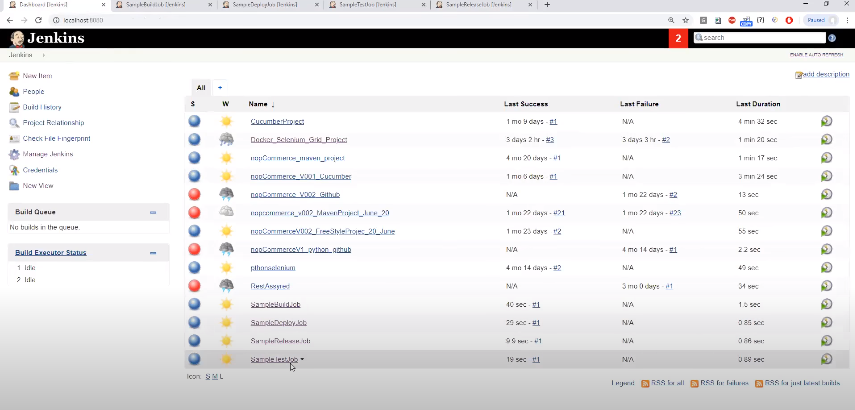 Dashboard [Jenkins] SampleBuildJob [Jenkins] SampleDeployJob [Jenkins] SampleTestJob [Jenkins] SampleReleaseJob [Jenkins]
localhost:8080 Paused
Jenkins 2 search
Jenkins ENABLE AUTO REFRESH
New Item
People
Build History
Project Relationship
Check File Fingerprint
Manage Jenkins
Credentials
New View
Build Queue
No builds in the queue.
Build Executor Status
1 Idle
2 Idle
add description
All +
S W Name ↓ Last Success Last Failure Last Duration
CucumberProject 1 mo 9 days - #1 N/A 4 min 32 sec
Docker_Selenium_Grid_Project 3 days 2 hr - #3 3 days 3 hr - #2 1 min 20 sec
nopCommerce_maven_project 4 mo 20 days - #1 N/A 1 min 17 sec
nopCommerce_V001_Cucumber 1 mo 6 days - #1 N/A 3 min 24 sec
nopCommerce_V002_Github N/A 1 mo 22 days - #2 13 sec
nopcommerce_v002_MavenProject_June_20 1 mo 22 days - #21 1 mo 22 days - #23 50 sec
nopCommerceV002_FreeStyleProjec_20_June 1 mo 23 days - #2 N/A 55 sec
nopCommerceV1_python_github N/A 4 mo 14 days - #1 2.2 sec
pthonselenium 4 mo 14 days - #2 N/A 49 sec
RestAssured N/A 3 mo 0 days - #1 34 sec
SampleBuildJob 40 sec - #1 N/A 1.5 sec
SampleDeployJob 29 sec - #1 N/A 0.85 sec
SampleReleaseJob 9.9 sec - #1 N/A 0.86 sec
SampleTestJob 19 sec - #1 N/A 0.89 sec
Icon: S M L
Legend RSS for all RSS for failures RSS for just latest builds